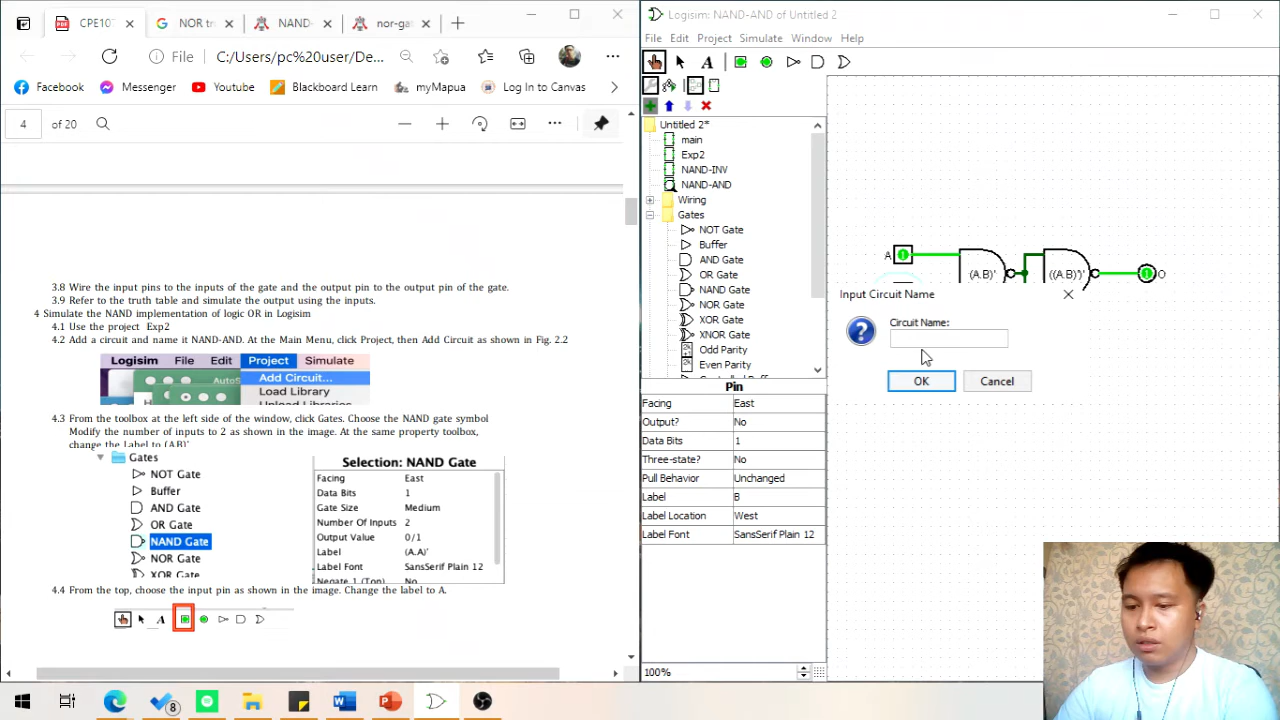 CPE10
NOR tr
NAND-
nor-ga
File
C:/Users/pc%20user/De...
Facebook
Messenger
Youtube
Blackboard Learn
myMapua
Log In to Canvas
4
of 20
3.8 Wire the input pins to the inputs of the gate and the output pin to the output pin of the gate.
3.9 Refer to the truth table and simulate the output using the inputs.
4 Simulate the NAND implementation of logic OR in Logisim
4.1 Use the project Exp2
4.2 Add a circuit and name it NAND-AND. At the Main Menu, click Project, then Add Circuit as shown in Fig. 2.2
Logisim File Edit Project Simulate
Add Circuit...
Load Library
4.3 From the toolbox at the left side of the window, click Gates. Choose the NAND gate symbol
Modify the number of inputs to 2 as shown in the image. At the same property toolbox,
change the Label to (A.B)'
Gates
NOT Gate
Buffer
AND Gate
OR Gate
NAND Gate
NOR Gate
XOR Gate
Selection: NAND Gate
Facing East
Data Bits 1
Gate Size Medium
Number Of Inputs 2
Output Value 0/1
Label (A.A)'
Label Font SansSerif Plain 12
Negate 1 (Top) No
4.4 From the top, choose the input pin as shown in the image. Change the label to A.
A
8
Logisim: NAND-AND of Untitled 2
File Edit Project Simulate Window Help
A
Untitled 2*
main
Exp2
NAND-INV
NAND-AND
Wiring
Gates
NOT Gate
Buffer
AND Gate
OR Gate
NAND Gate
NOR Gate
XOR Gate
XNOR Gate
Odd Parity
Even Parity
Pin
Facing East
Output? No
Data Bits 1
Three-state? No
Pull Behavior Unchanged
Label B
Label Location West
Label Font SansSerif Plain 12
100%
A
(A.B)'
((A.B)')'
O
Input Circuit Name
?
Circuit Name:
OK
Cancel